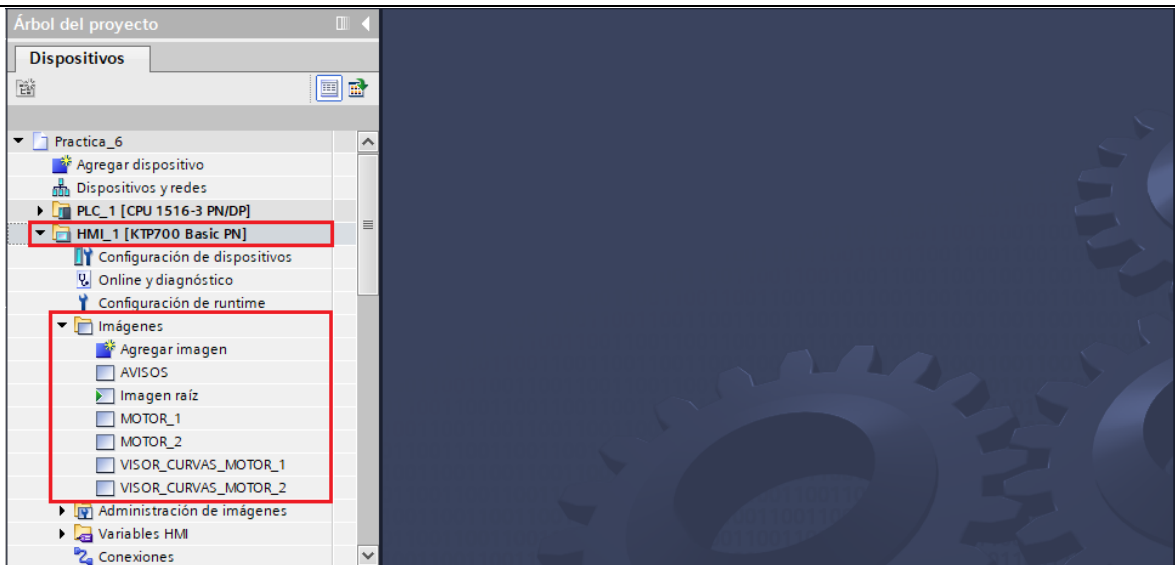 Árbol del proyecto
Dispositivos
Practica_6
Agregar dispositivo
Dispositivos y redes
PLC_1 [CPU 1516-3 PN/DP]
HMI_1 [KTP700 Basic PN]
Configuración de dispositivos
Online y diagnóstico
Configuración de runtime
Imágenes
Agregar imagen
AVISOS
Imagen raíz
MOTOR_1
MOTOR_2
VISOR_CURVAS_MOTOR_1
VISOR_CURVAS_MOTOR_2
Administración de imágenes
Variables HMI
Conexiones